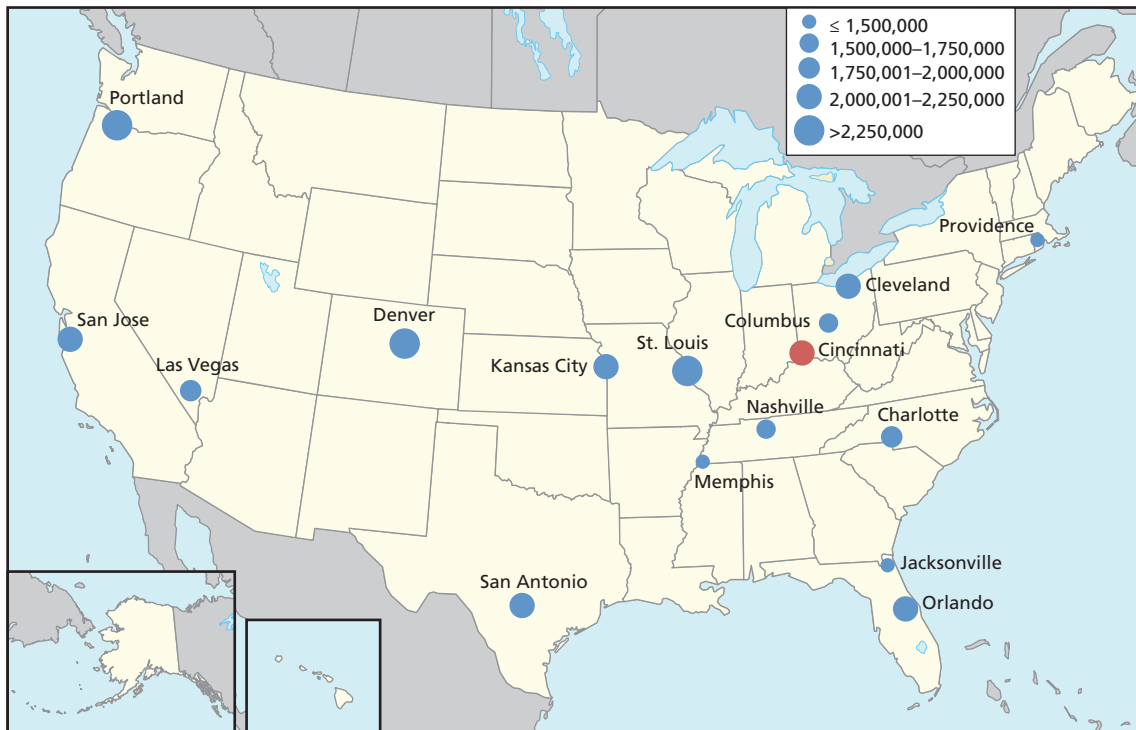 ≤ 1,500,000
1,500,000–1,750,000
1,750,001–2,000,000
2,000,001–2,250,000
>2,250,000
Portland
Providence
Cleveland
San Jose
Denver
Columbus
St. Louis
Cincinnati
Las Vegas
Kansas City
Nashville
Charlotte
Memphis
Jacksonville
San Antonio
Orlando